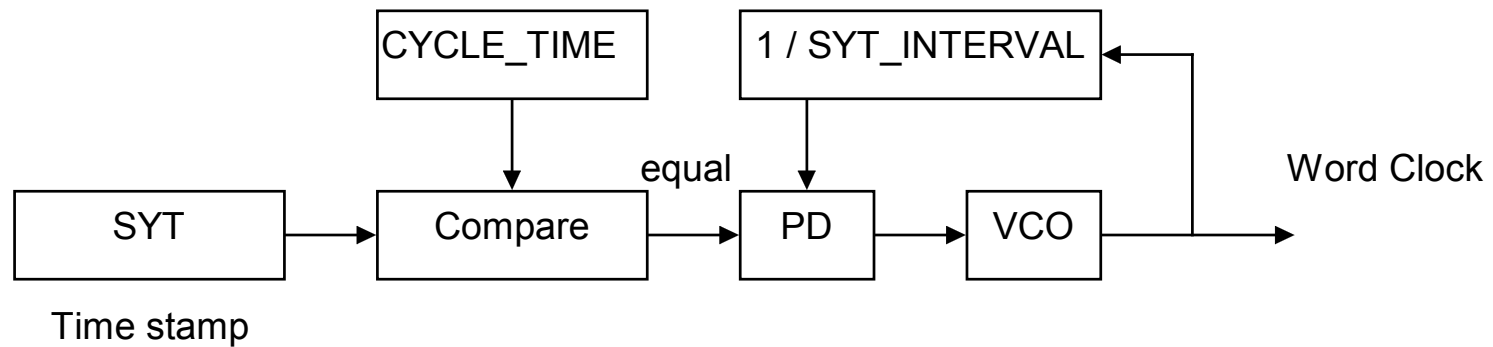 CYCLE_TIME
1 / SYT_INTERVAL
equal
Word Clock
SYT
Compare
PD
VCO
Time stamp